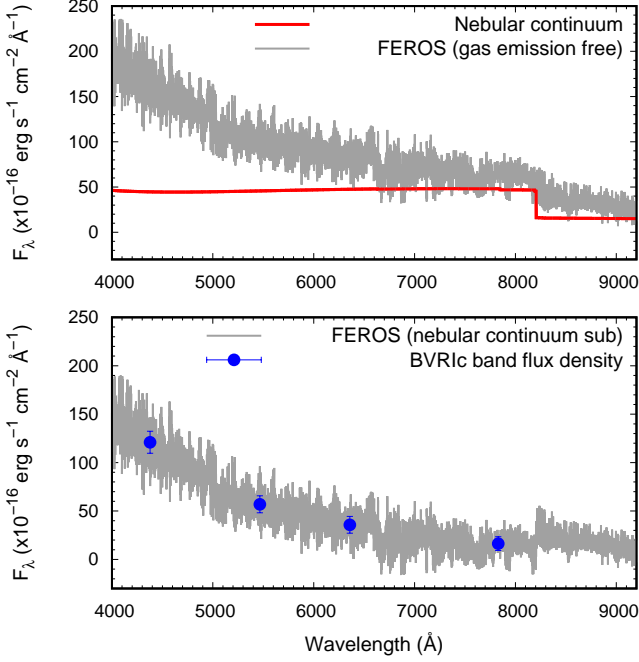 Nebular continuum
FEROS (gas emission free)
F_λ (x10^−16 erg s^−1 cm^−2 Å^−1)
250
200
150
100
50
0
4000 5000 6000 7000 8000 9000
FEROS (nebular continuum sub)
BVRIc band flux density
F_λ (x10^−16 erg s^−1 cm^−2 Å^−1)
250
200
150
100
50
0
4000 5000 6000 7000 8000 9000
Wavelength (Å)